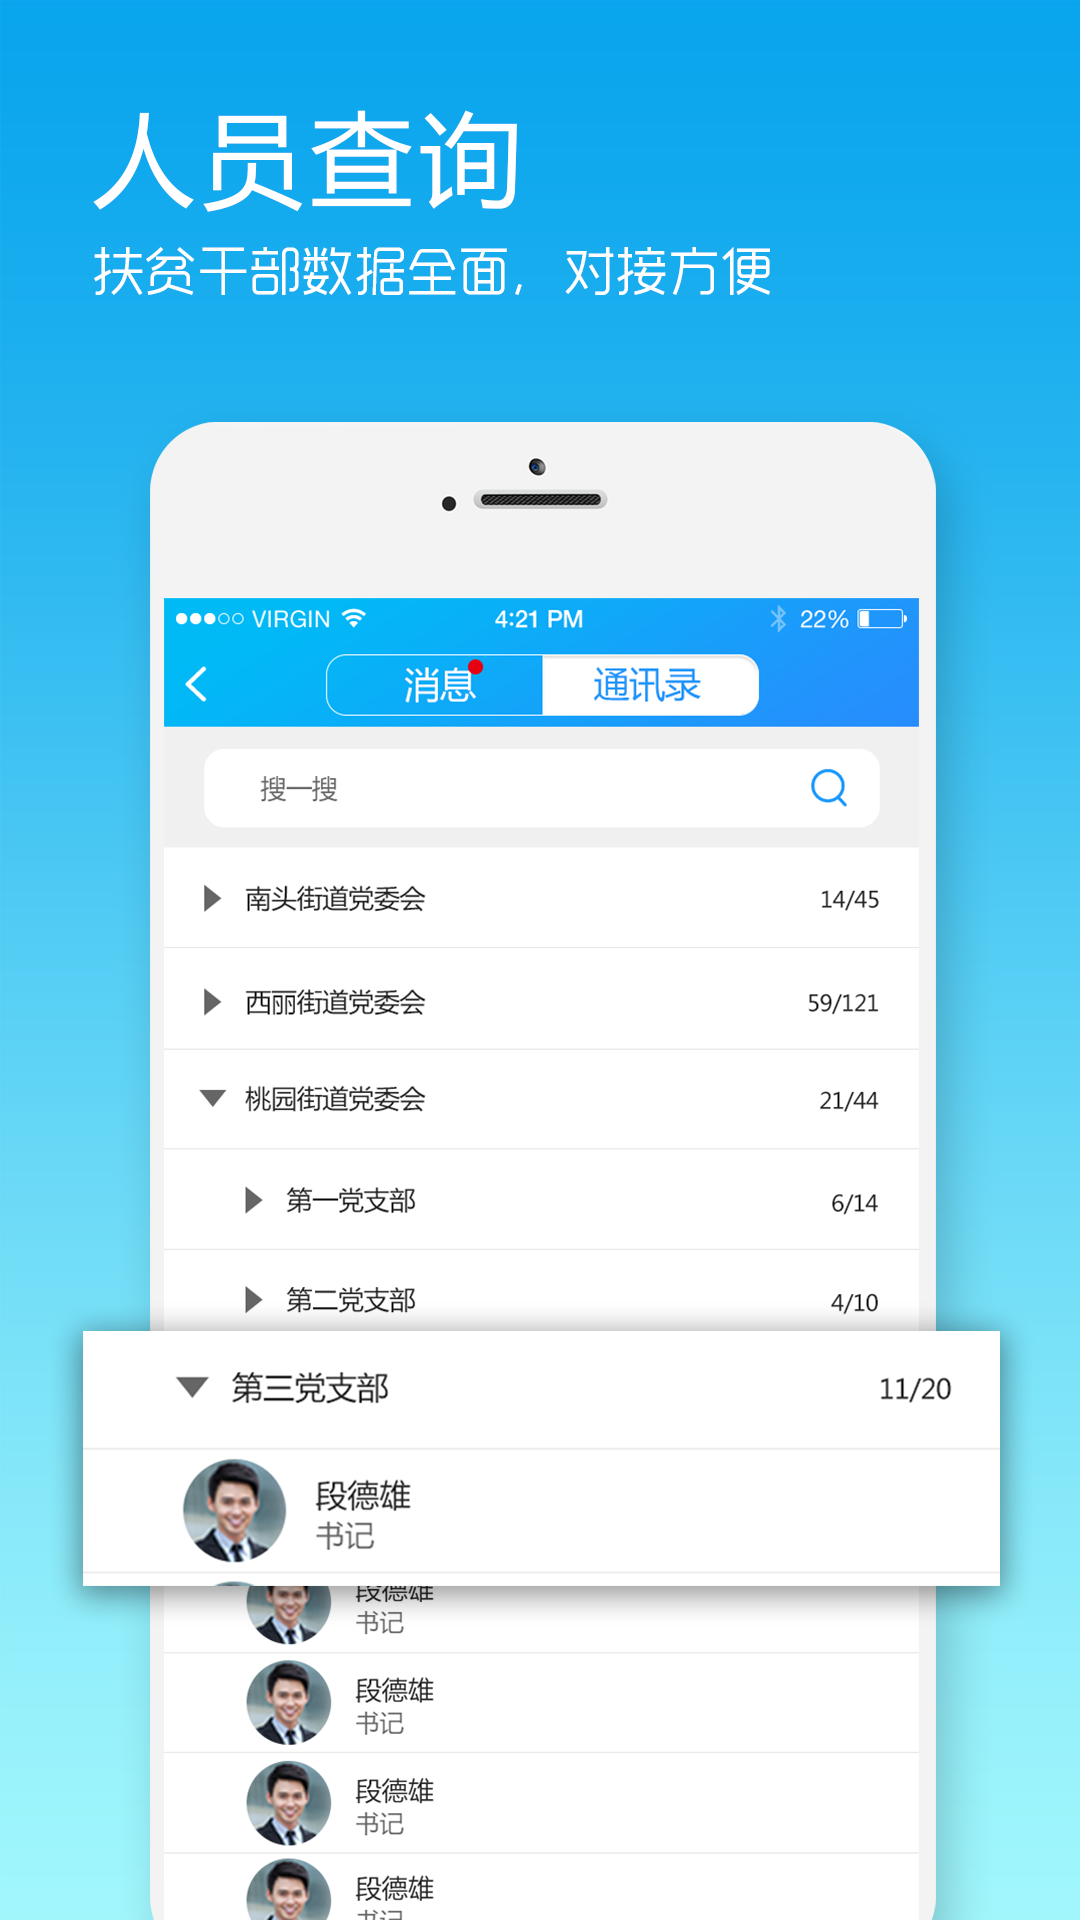 人员查询
扶贫干部数据全面，对接方便
VIRGIN 4:21 PM 22%
消息 通讯录
搜一搜
南头街道党委会 14/45
西丽街道党委会 59/121
桃园街道党委会 21/44
第一党支部 6/14
第二党支部 4/10
第三党支部 11/20
段德雄
书记
段德雄
书记
段德雄
书记
段德雄
书记
段德雄
书记